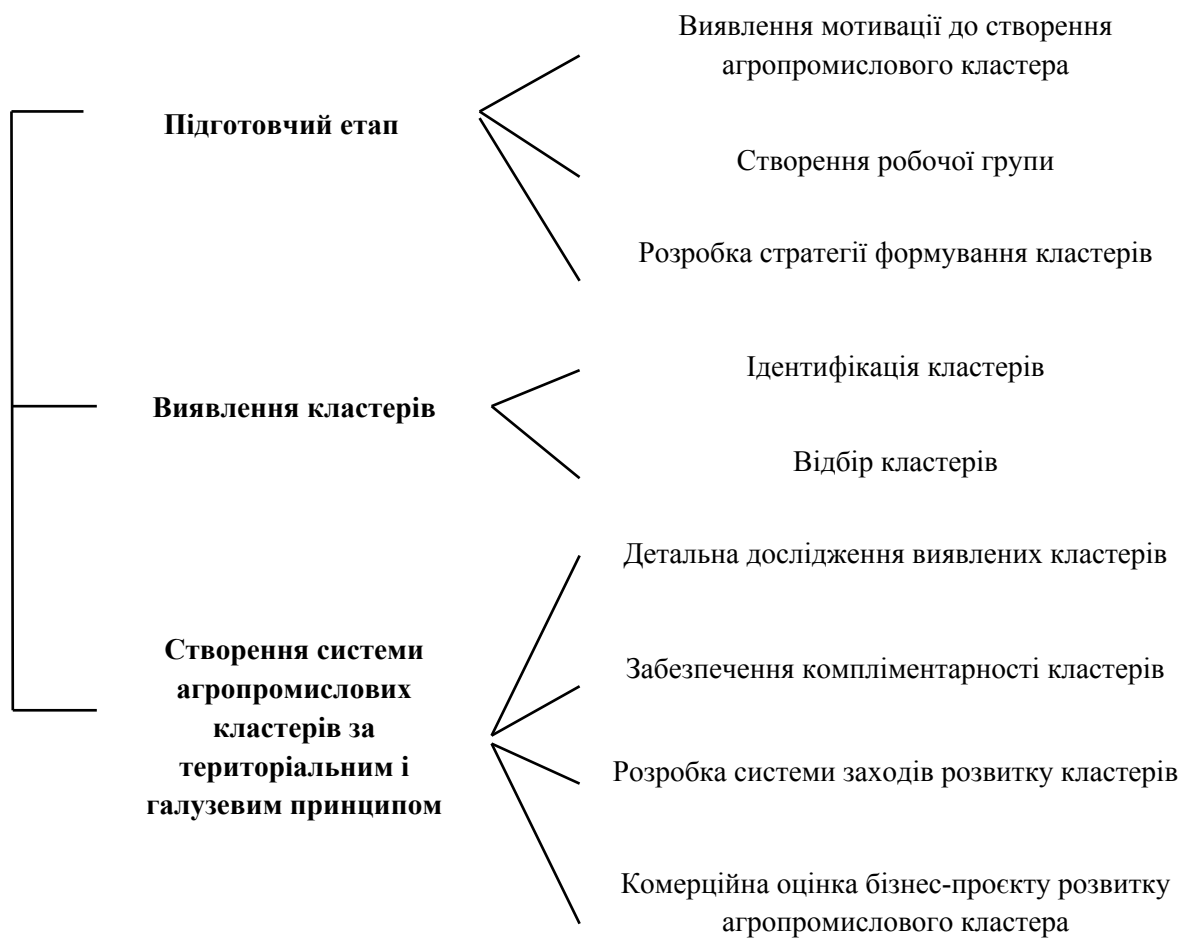 Виявлення мотивації до створення
агропромислового кластера
Підготовчий етап
Створення робочої групи
Розробка стратегії формування кластерів
Ідентифікація кластерів
Виявлення кластерів
Відбір кластерів
Детальна дослідження виявлених кластерів
Створення системи
агропромислових
кластерів за
територіальним і
галузевим принципом
Забезпечення компліментарності кластерів
Розробка системи заходів розвитку кластерів
Комерційна оцінка бізнес-проєкту розвитку
агропромислового кластера